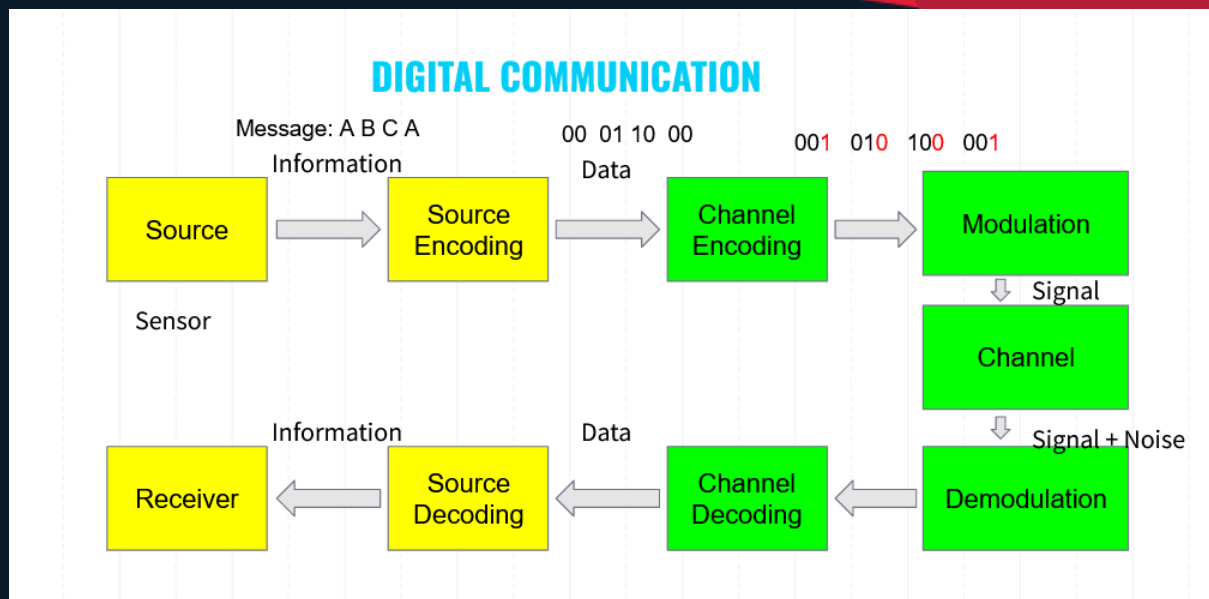 DIGITAL COMMUNICATION
Message: A B C A
00 01 10 00
001 010 100 001
Information
Data
Source
Source
Encoding
Channel
Encoding
Modulation
Signal
Sensor
Channel
Information
Data
Signal + Noise
Receiver
Source
Decoding
Channel
Decoding
Demodulation